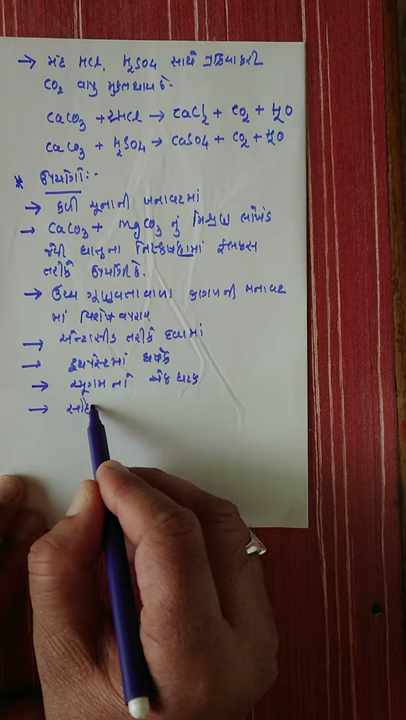 → મંદ HCl, H₂SO4 સાથે પ્રક્રિયા કરી
CO₂ વાયુ મુક્ત થાય છે.
CaCO₃ + 2HCl → CaCl₂ + CO₂ + H₂O
CaCO₃ + H₂SO4 → CaSO4 + CO₂ + H₂O
* ઉપયોગો:-
→ કળી ચૂનાની બનાવટમાં
→ CaCO₃ + MgCO₃ નું મિશ્રણ લોખંડ
જેવી ધાતુના નિષ્કર્ષણમાં ફ્લક્સ
તરીકે ઉપયોગી છે.
→ ઉચ્ચ ગુણવત્તાવાળા કાગળની બનાવટ
માં વિશેષ વપરાય
→ એન્ટાસીડ તરીકે દવામાં
→ ટુથપેસ્ટમાં ઘર્ષક
→ ચ્યુંગમ નો એક ઘટક
→